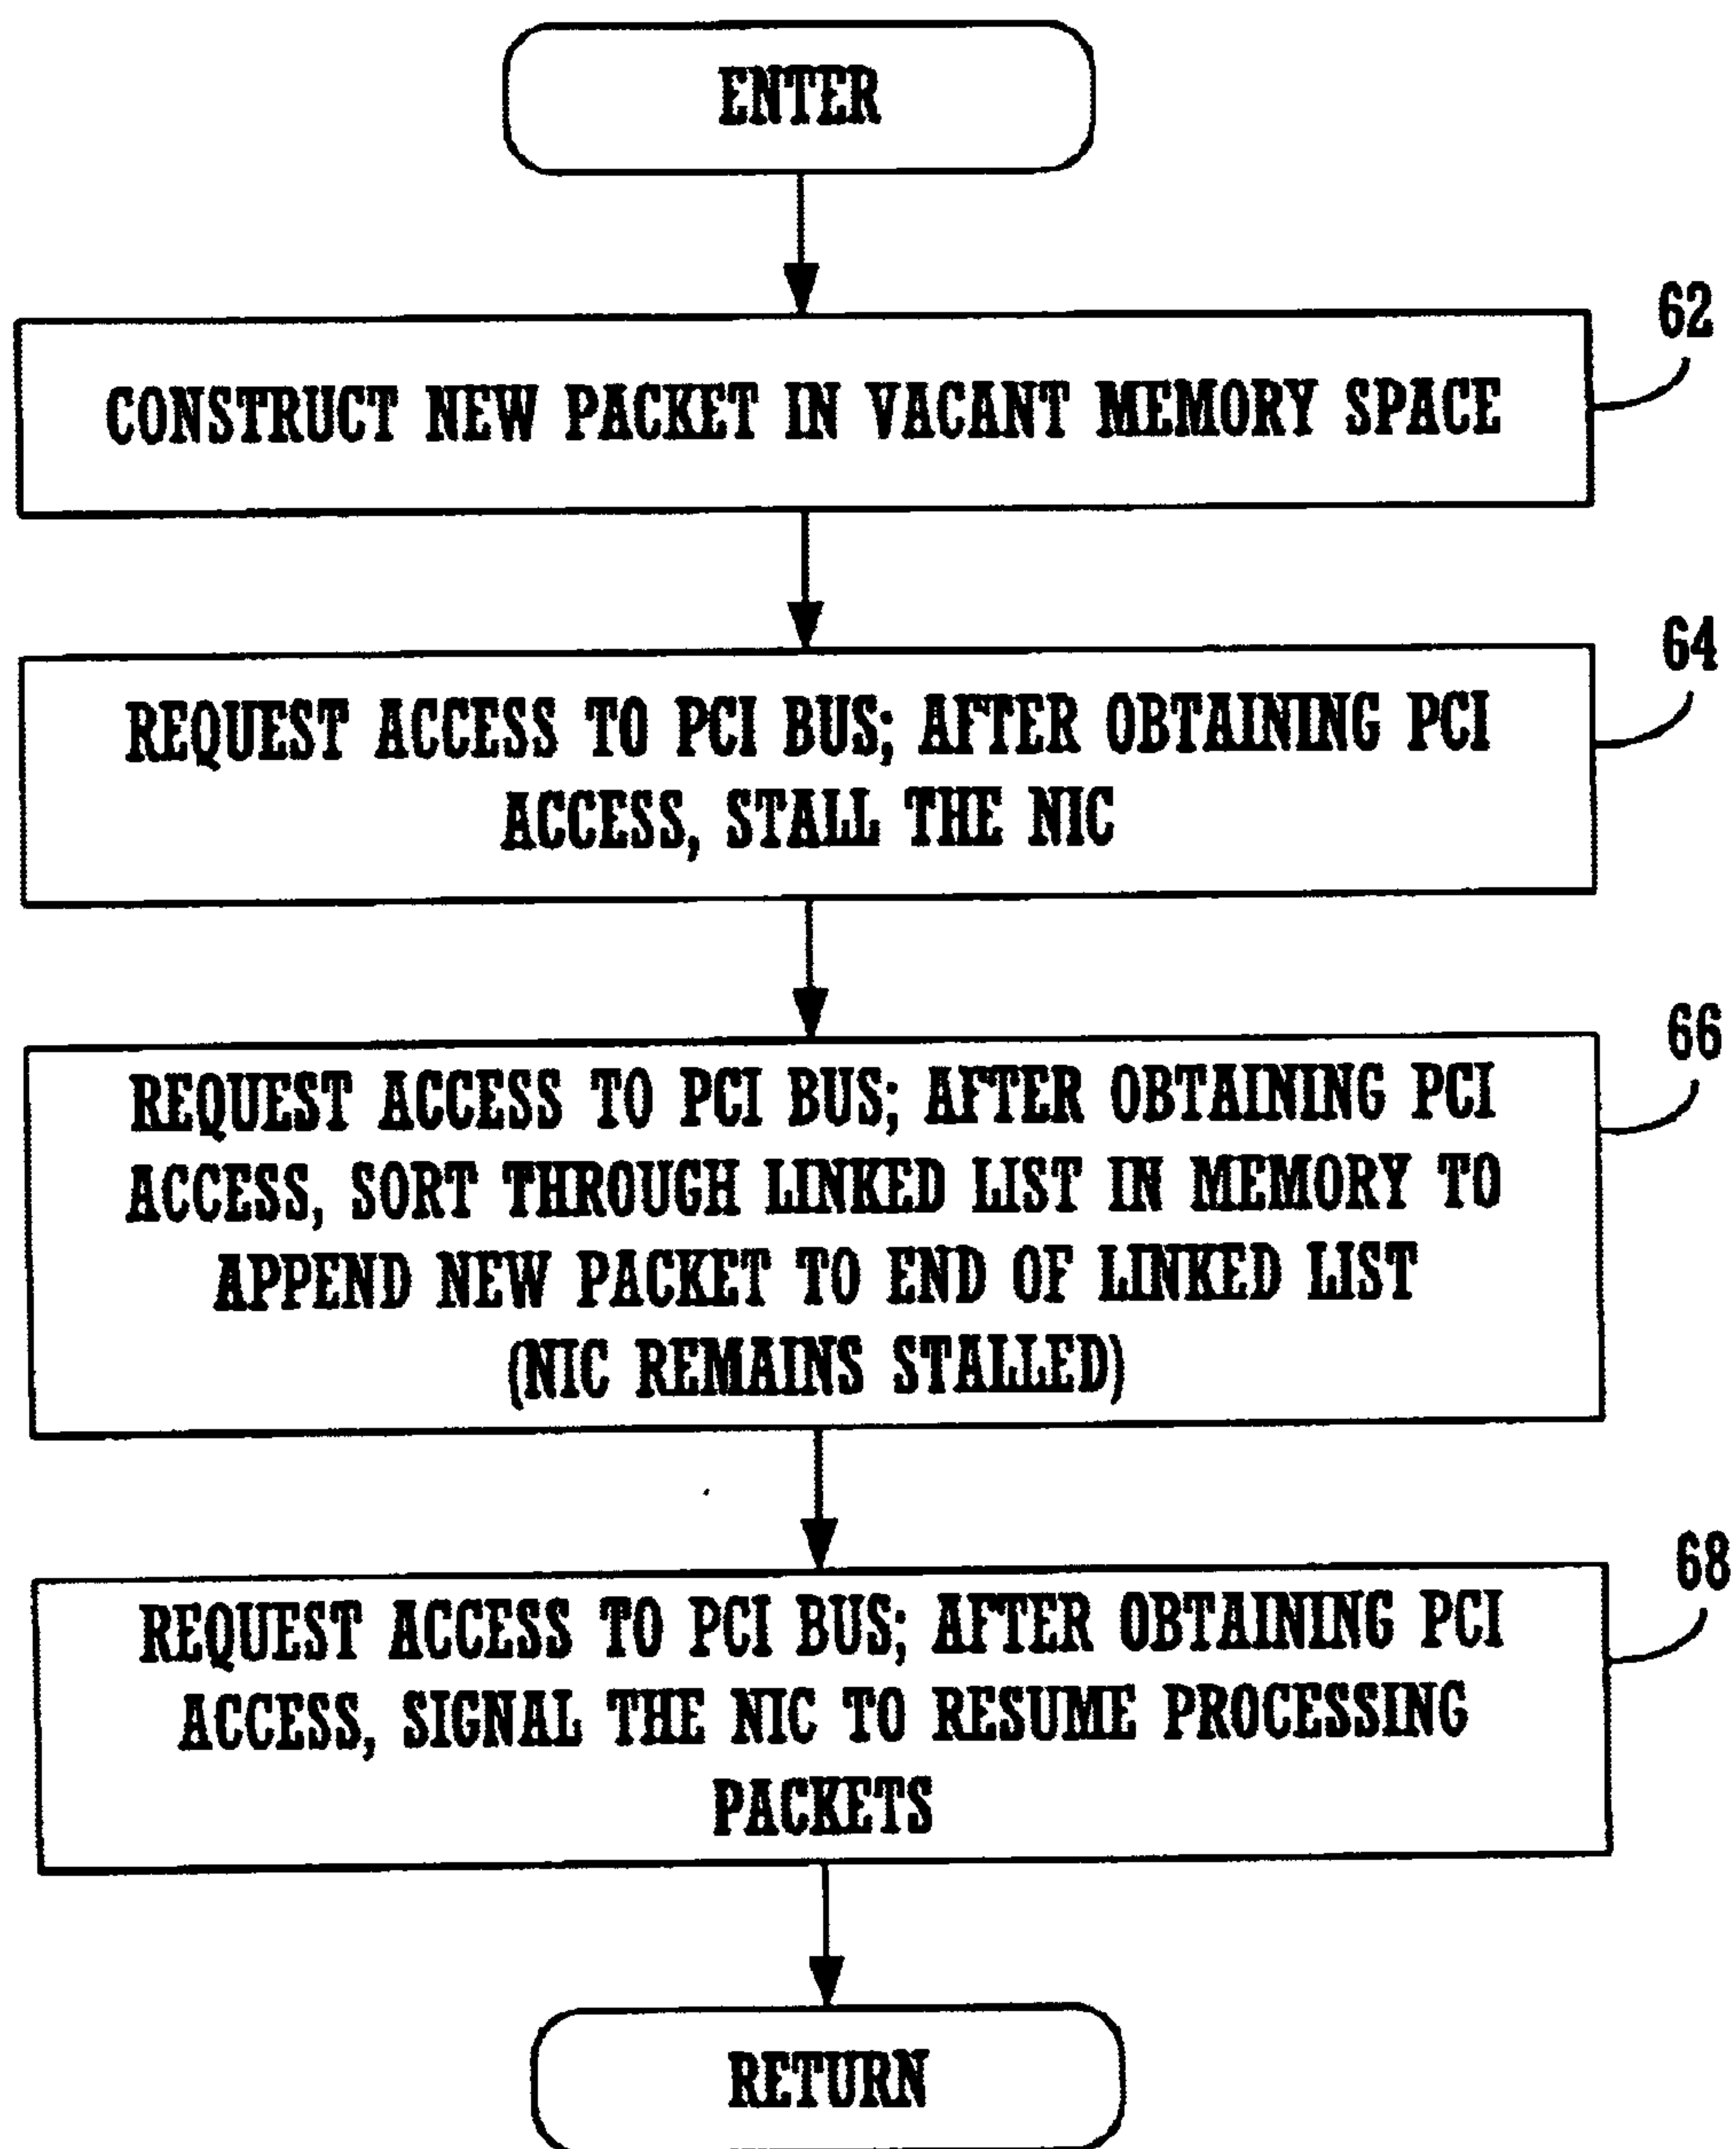 ENTER
62
CONSTRUCT NEW PACKET IN VACANT MEMORY SPACE
64
REQUEST ACCESS TO PCI BUS; AFTER OBTAINING PCI
ACCESS, STALL THE NIC
66
REQUEST ACCESS TO PCI BUS; AFTER OBTAINING PCI
ACCESS, SORT THROUGH LINKED LIST IN MEMORY TO
APPEND NEW PACKET TO END OF LINKED LIST
(NIC REMAINS STALLED)
68
REQUEST ACCESS TO PCI BUS; AFTER OBTAINING PCI
ACCESS, SIGNAL THE NIC TO RESUME PROCESSING
PACKETS
RETURN